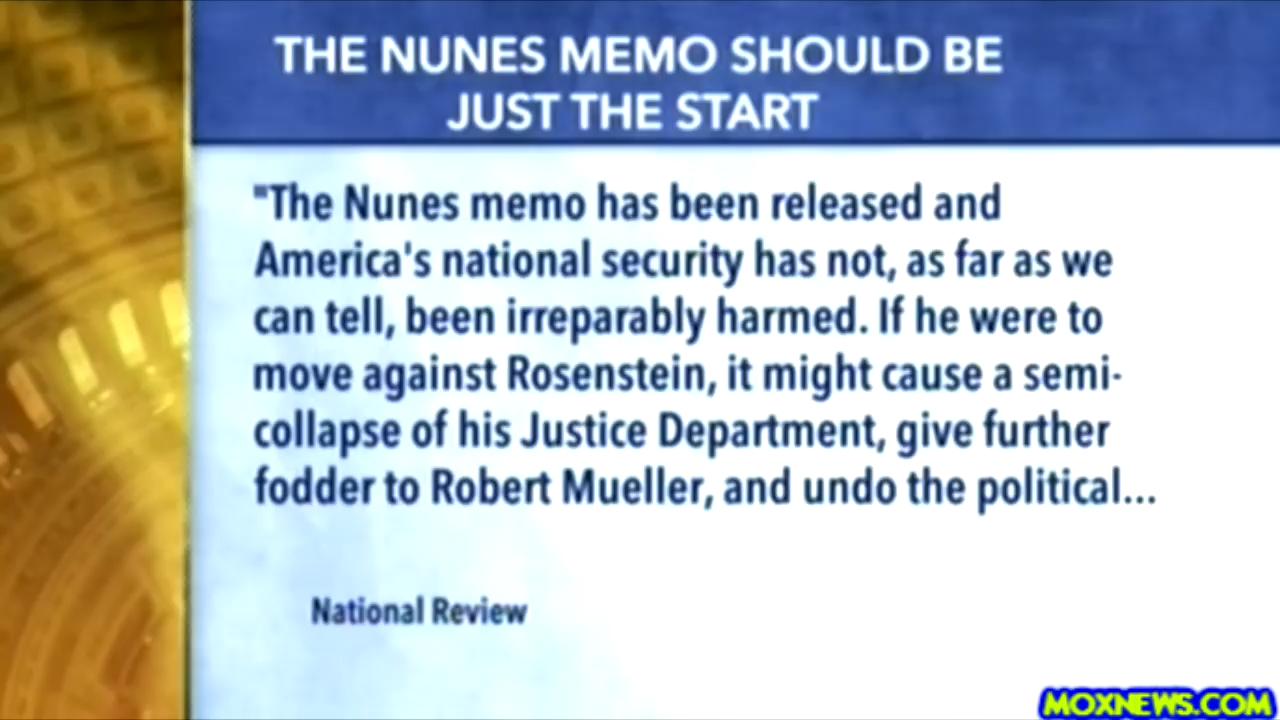 THE NUNES MEMO SHOULD BE
JUST THE START
"The Nunes memo has been released and
America's national security has not, as far as we
can tell, been irreparably harmed. If he were to
move against Rosenstein, it might cause a semi-
collapse of his Justice Department, give further
fodder to Robert Mueller, and undo the political...
National Review
MOXNEWS.COM